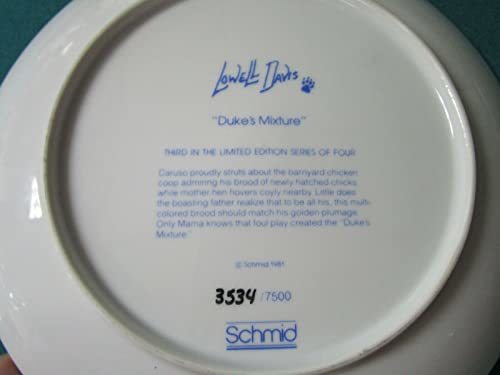 Lowell Davis
"Duke's Mixture"
THIRD IN THE LIMITED EDITION SERIES OF FOUR
Caruso proudly struts about the barnyard chicken
coop admiring his brood of newly hatched chicks,
while mother hen hovers coyly nearby. Little does
the boasting father realize that to be all his, this multi-
colored brood should match his golden plumage.
Only Mama knows that foul play created the "Duke's
Mixture".
© Schmid 1981
3534/7500
Schmid